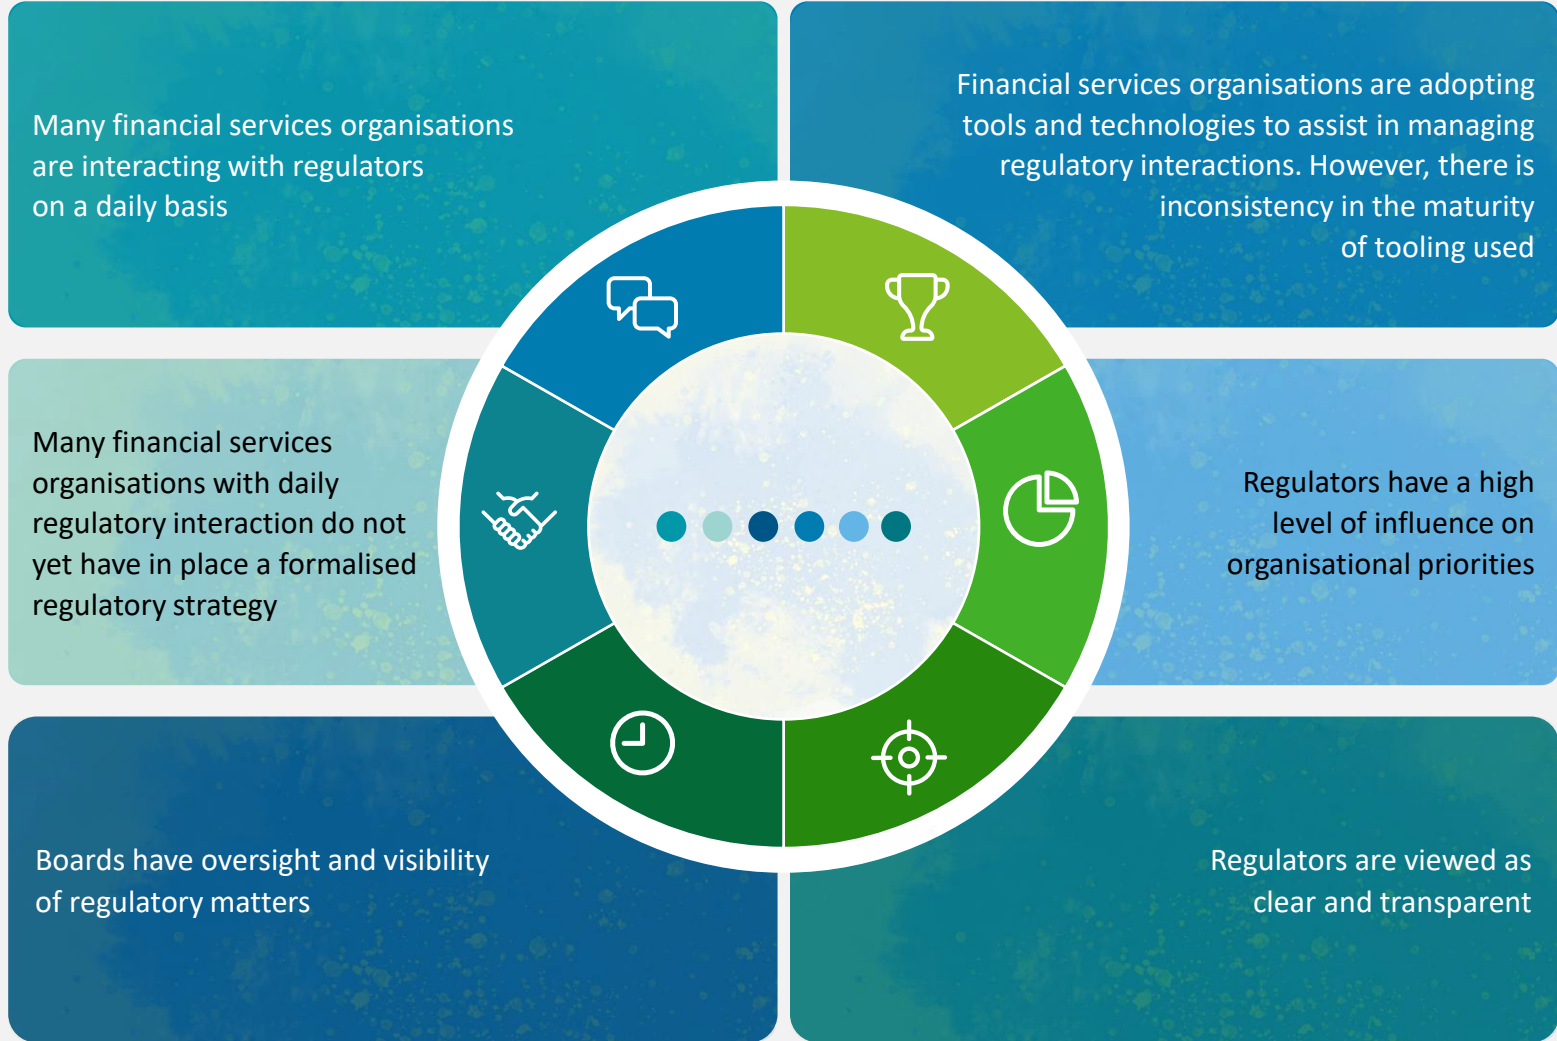 Many financial services organisations
are interacting with regulators
on a daily basis
Financial services organisations are adopting
tools and technologies to assist in managing
regulatory interactions. However, there is
inconsistency in the maturity
of tooling used
Many financial services
organisations with daily
regulatory interaction do not
yet have in place a formalised
regulatory strategy
Regulators have a high
level of influence on
organisational priorities
Boards have oversight and visibility
of regulatory matters
Regulators are viewed as
clear and transparent